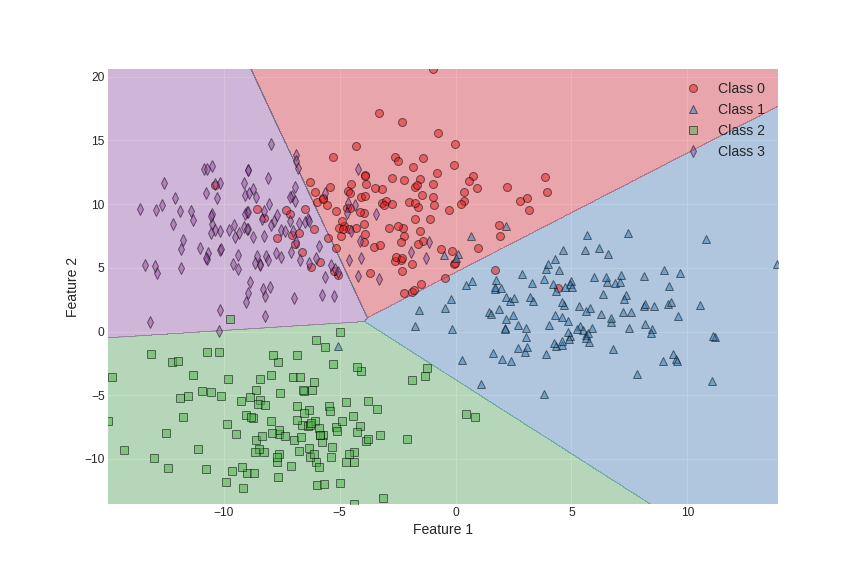 20
15
10
5
0
−5
−10
Feature 2
Class 0
Class 1
Class 2
Class 3
−10 −5 0 5 10
Feature 1